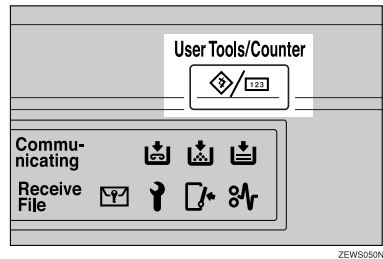 User Tools/Counter
123
Commu-
nicating
Receive
File
ZEWS050N